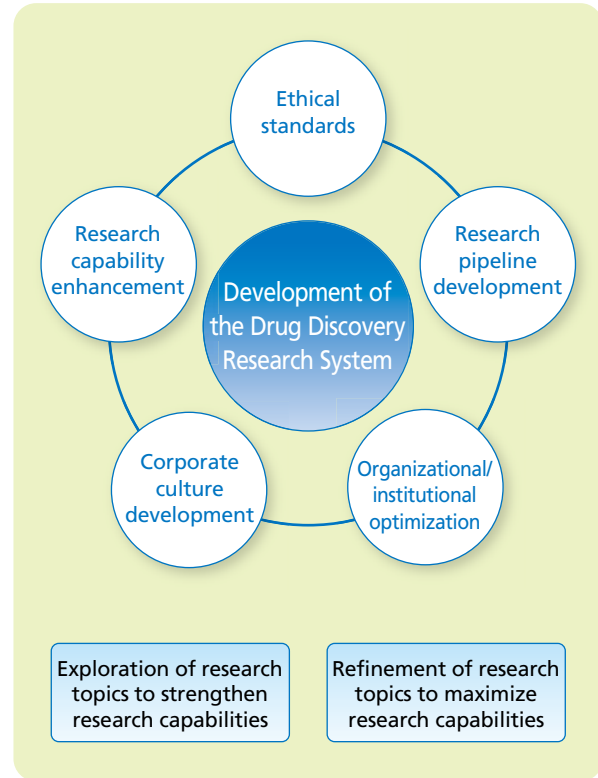 Ethical
standards
Research
capability
enhancement
Research
pipeline
development
Development of
the Drug Discovery
Research System
Corporate
culture
development
Organizational/
institutional
optimization
Exploration of research
topics to strengthen
research capabilities
Refinement of research
topics to maximize
research capabilities